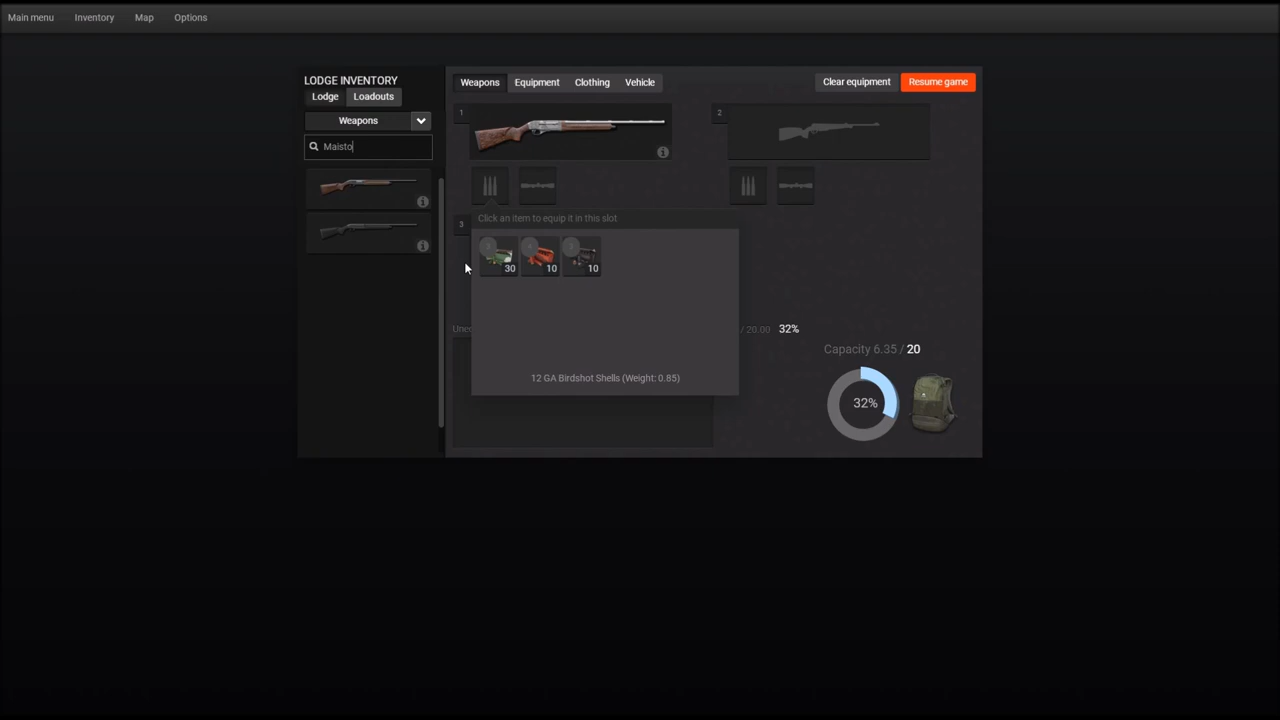 Main menu Inventory Map Options
LODGE INVENTORY
Lodge Loadouts
Weapons
Maisto
Weapons Equipment Clothing Vehicle
Clear equipment Resume game
1
2
3
Click an item to equip it in this slot
30 10 10
12 GA Birdshot Shells (Weight: 0.85)
/ 20.00 32%
Capacity 6.35 / 20
32%